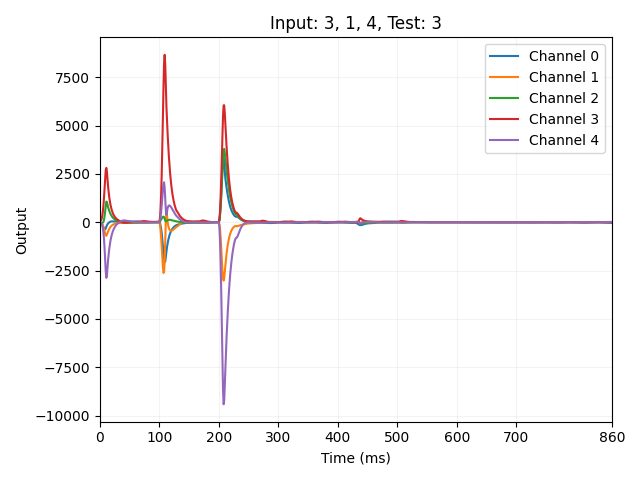 Input: 3, 1, 4, Test: 3
Channel 0
Channel 1
Channel 2
Channel 3
Channel 4
7500
5000
2500
0
−2500
−5000
−7500
−10000
Output
0 100 200 300 400 500 600 700 860
Time (ms)